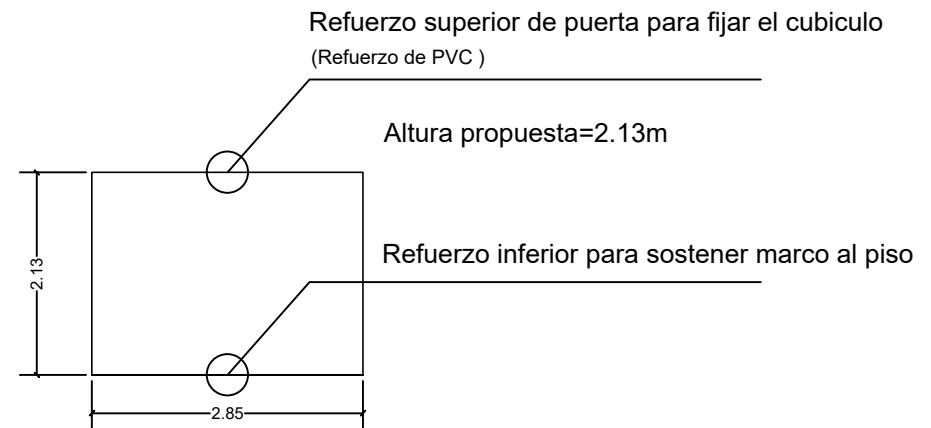 Refuerzo superior de puerta para fijar el cubiculo
(Refuerzo de PVC )
Altura propuesta=2.13m
Refuerzo inferior para sostener marco al piso
2.13
2.85